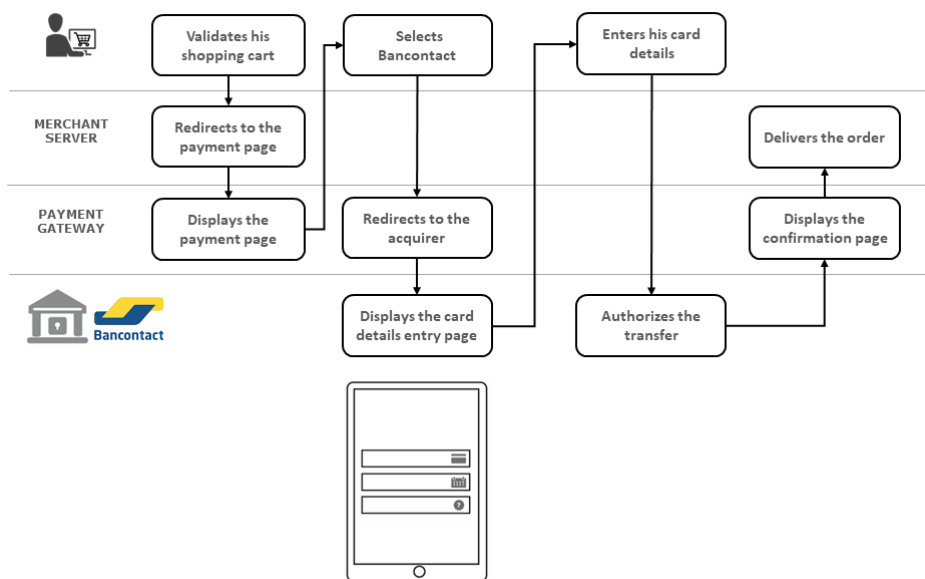 Validates his
shopping cart
Selects
Bancontact
Enters his card
details
MERCHANT
SERVER
Redirects to the
payment page
Delivers the order
PAYMENT
GATEWAY
Displays the
payment page
Redirects to the
acquirer
Displays the
confirmation page
Bancontact
Displays the card
details entry page
Authorizes the
transfer
?